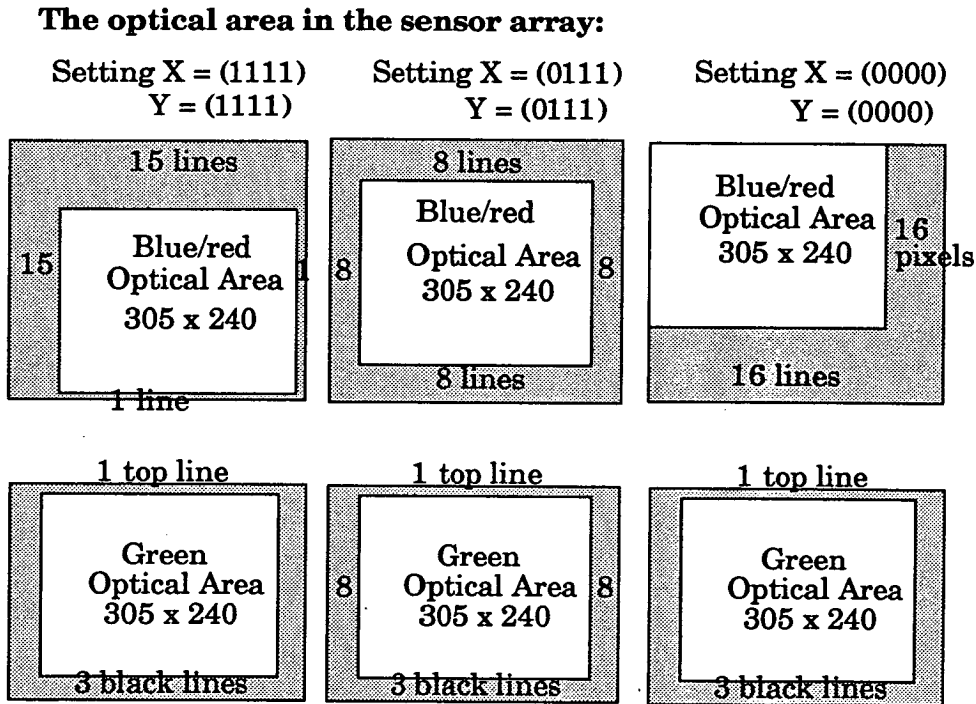 The optical area in the sensor array:
Setting X = (1111)
Y = (1111)
Setting X = (0111)
Y = (0111)
Setting X = (0000)
Y = (0000)
15 lines
15
Blue/red
Optical Area
305 x 240
1
1 line
8 lines
8
Blue/red
Optical Area
305 x 240
8
8 lines
Blue/red
Optical Area
305 x 240
16
pixels
16 lines
1 top line
Green
Optical Area
305 x 240
3 black lines
1 top line
8
Green
Optical Area
305 x 240
8
3 black lines
1 top line
Green
Optical Area
305 x 240
3 black lines